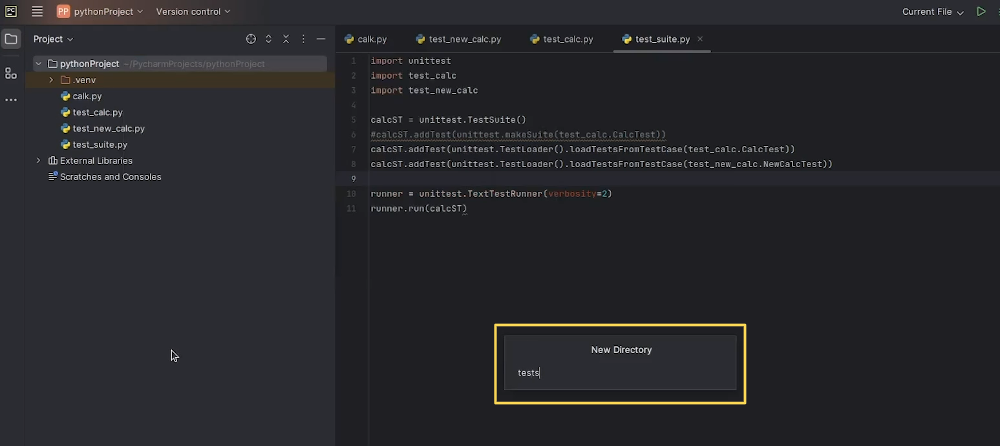 PC
PP pythonProject Version control Current File
Project
calk.py test_new_calc.py test_calc.py test_suite.py
pythonProject ~/PycharmProjects/pythonProject
.venv
calk.py
test_calc.py
test_new_calc.py
test_suite.py
External Libraries
Scratches and Consoles
1 import unittest
2 import test_calc
3 import test_new_calc
4
5 calcST = unittest.TestSuite()
6 #calcST.addTest(unittest.makeSuite(test_calc.CalcTest))
7 calcST.addTest(unittest.TestLoader().loadTestsFromTestCase(test_calc.CalcTest))
8 calcST.addTest(unittest.TestLoader().loadTestsFromTestCase(test_new_calc.NewCalcTest))
9
10 runner = unittest.TextTestRunner(verbosity=2)
11 runner.run(calcST)
New Directory
tests